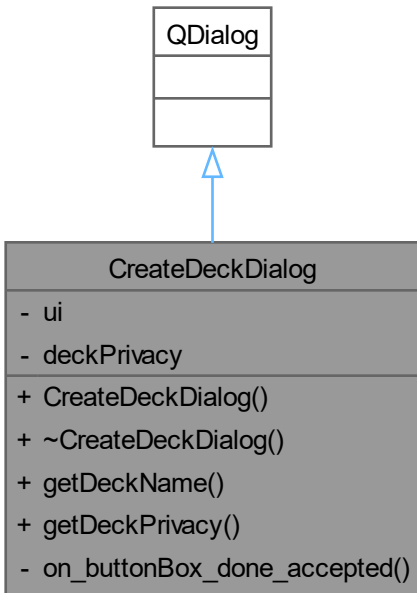 QDialog
CreateDeckDialog
- ui
- deckPrivacy
+ CreateDeckDialog()
+ ~CreateDeckDialog()
+ getDeckName()
+ getDeckPrivacy()
- on_buttonBox_done_accepted()